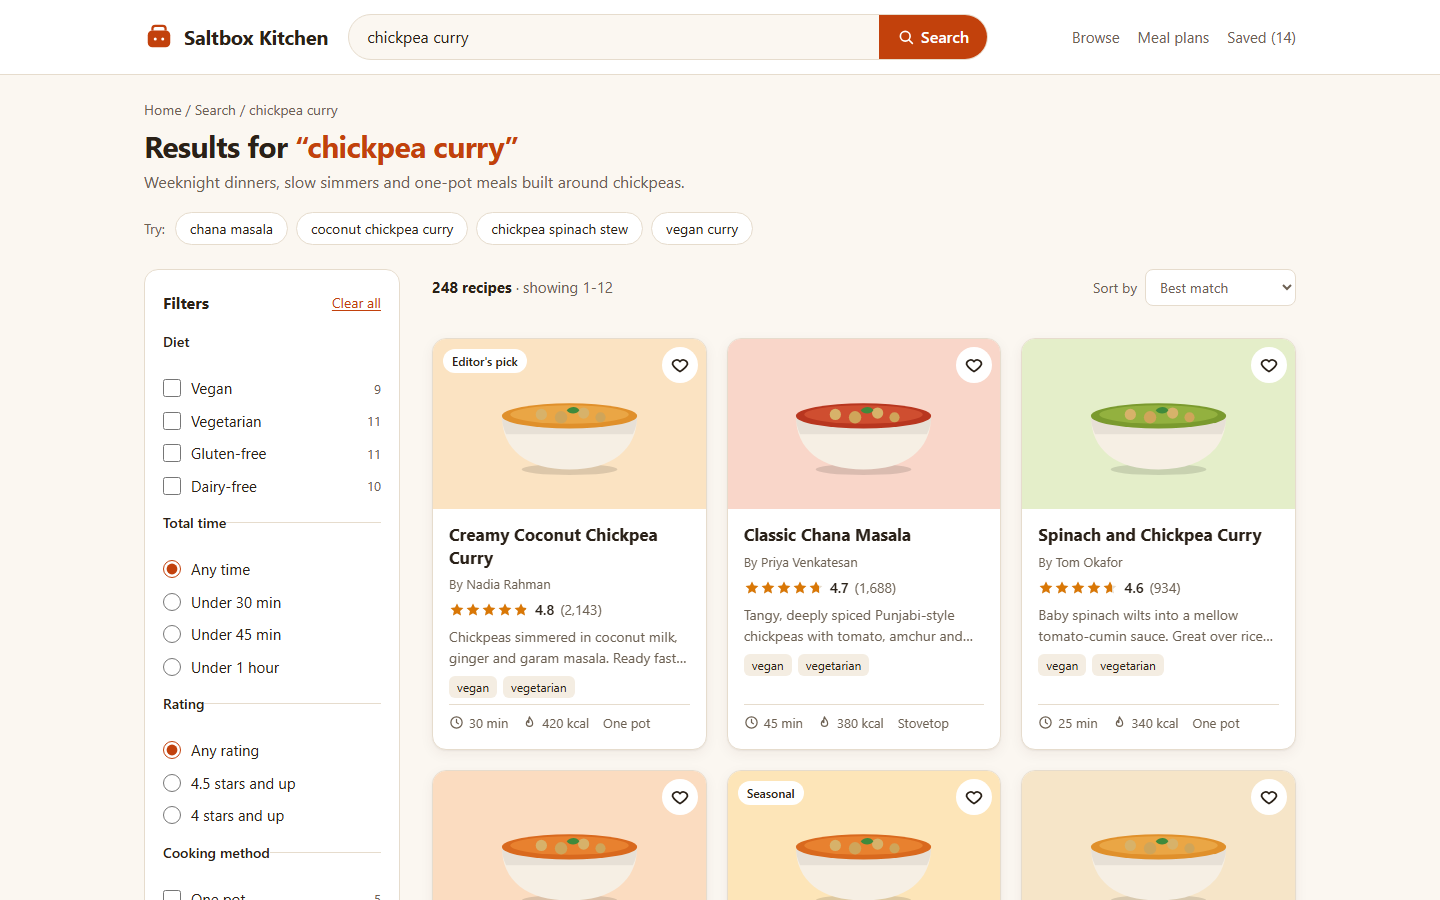 Saltbox Kitchen
chickpea curry
Search
Browse
Meal plans
Saved (14)
Home / Search / chickpea curry
Results for “chickpea curry”
Weeknight dinners, slow simmers and one-pot meals built around chickpeas.
Try:
chana masala
coconut chickpea curry
chickpea spinach stew
vegan curry
Filters
Clear all
Diet
Vegan 9
Vegetarian 11
Gluten-free 11
Dairy-free 10
Total time
Any time
Under 30 min
Under 45 min
Under 1 hour
Rating
Any rating
4.5 stars and up
4 stars and up
Cooking method
One pot 5
248 recipes · showing 1-12
Sort by
Best match
Editor's pick
Creamy Coconut Chickpea
Curry
By Nadia Rahman
4.8 (2,143)
Chickpeas simmered in coconut milk,
ginger and garam masala. Ready fast...
vegan
vegetarian
30 min
420 kcal
One pot
Classic Chana Masala
By Priya Venkatesan
4.7 (1,688)
Tangy, deeply spiced Punjabi-style
chickpeas with tomato, amchur and...
vegan
vegetarian
45 min
380 kcal
Stovetop
Spinach and Chickpea Curry
By Tom Okafor
4.6 (934)
Baby spinach wilts into a mellow
tomato-cumin sauce. Great over rice...
vegan
vegetarian
25 min
340 kcal
One pot
Seasonal